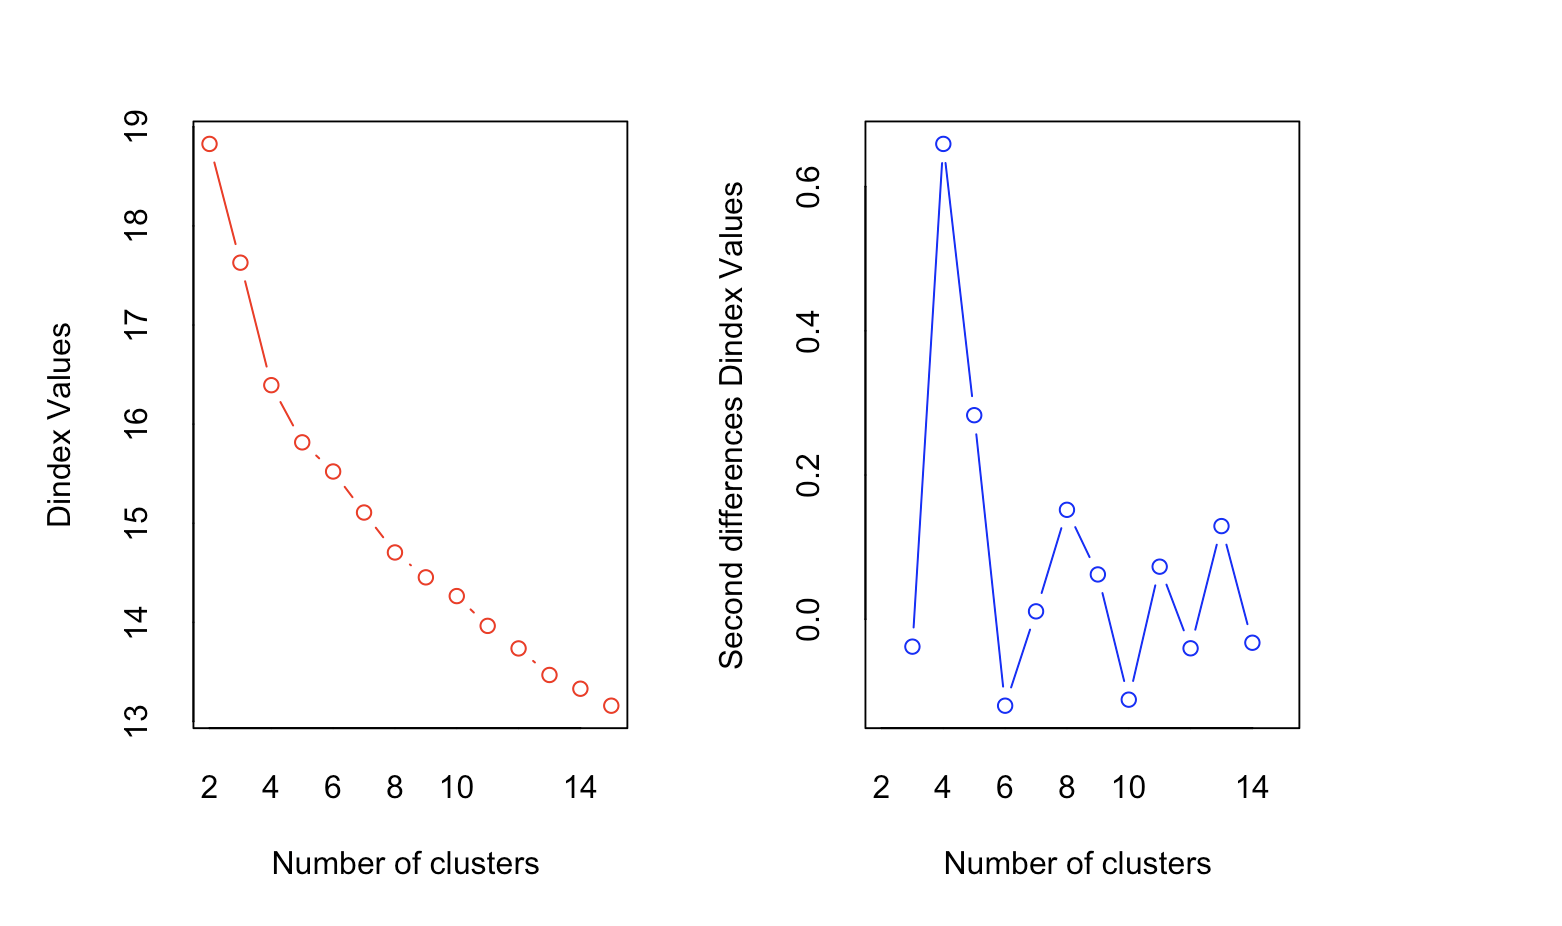 Dindex Values
19
18
17
16
15
14
13
2 4 6 8 10 14
Number of clusters
Second differences Dindex Values
0.6
0.4
0.2
0.0
2 4 6 8 10 14
Number of clusters